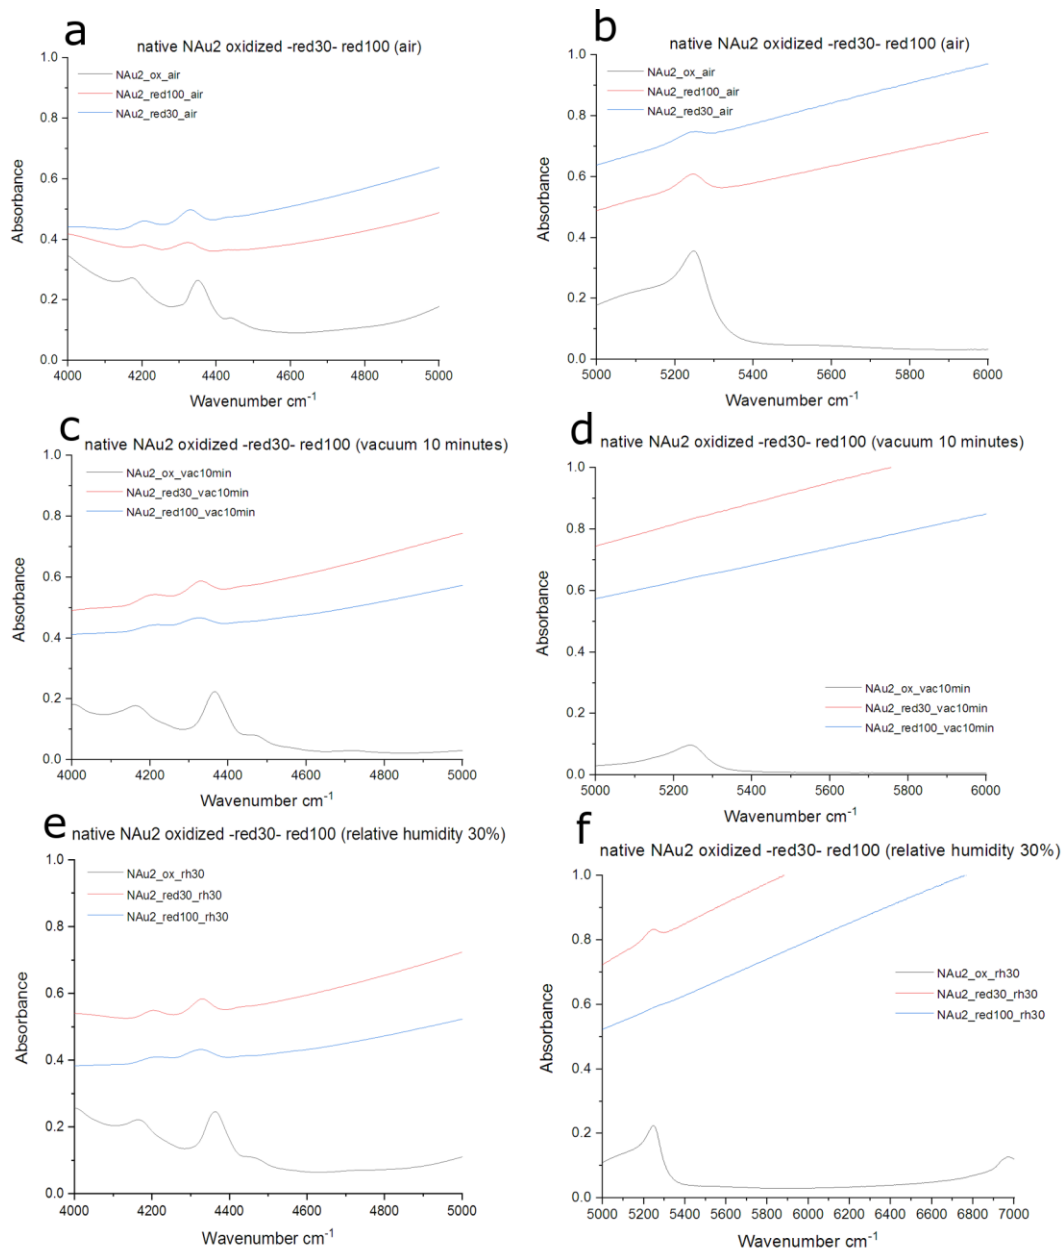 a
native NAu2 oxidized -red30- red100 (air)
1.0
0.8
0.6
0.4
0.2
0.0
Absorbance
NAu2_ox_air
NAu2_red100_air
NAu2_red30_air
4000
4200
4400
4600
4800
5000
Wavenumber cm⁻¹
b
native NAu2 oxidized -red30- red100 (air)
1.0
0.8
0.6
0.4
0.2
0.0
Absorbance
NAu2_ox_air
NAu2_red100_air
NAu2_red30_air
5000
5200
5400
5600
5800
6000
Wavenumber cm⁻¹
c
native NAu2 oxidized -red30- red100 (vacuum 10 minutes)
1.0
0.8
0.6
0.4
0.2
0.0
Absorbance
NAu2_ox_vac10min
NAu2_red30_vac10min
NAu2_red100_vac10min
4000
4200
4400
4600
4800
5000
Wavenumber cm⁻¹
d
native NAu2 oxidized -red30- red100 (vacuum 10 minutes)
1.0
0.8
0.6
0.4
0.2
0.0
Absorbance
NAu2_ox_vac10min
NAu2_red30_vac10min
NAu2_red100_vac10min
5000
5200
5400
5600
5800
6000
Wavenumber cm⁻¹
e
native NAu2 oxidized -red30- red100 (relative humidity 30%)
1.0
0.8
0.6
0.4
0.2
0.0
Absorbance
NAu2_ox_rh30
NAu2_red30_rh30
NAu2_red100_rh30
4000
4200
4400
4600
4800
5000
Wavenumber cm⁻¹
f
native NAu2 oxidized -red30- red100 (relative humidity 30%)
1.0
0.8
0.6
0.4
0.2
0.0
Absorbance
NAu2_ox_rh30
NAu2_red30_rh30
NAu2_red100_rh30
5000 5200 5400 5600 5800 6000 6200 6400 6600 6800 7000
Wavenumber cm⁻¹